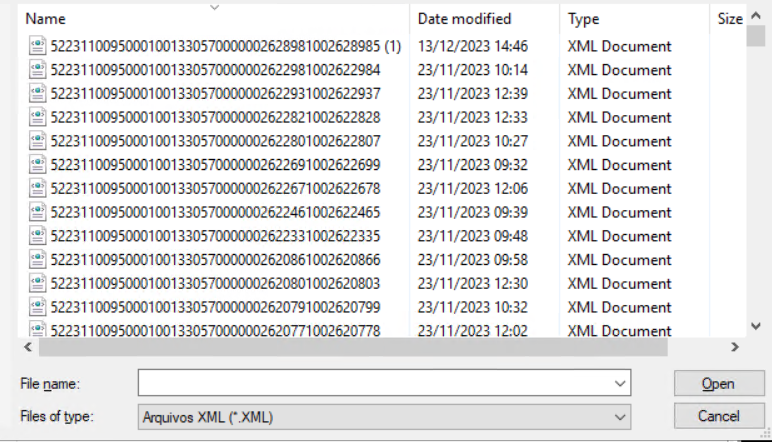 Name Date modified Type Size
52231100950001001330570000002628981002628985 (1) 13/12/2023 14:46 XML Document
52231100950001001330570000002622981002622984 23/11/2023 10:14 XML Document
52231100950001001330570000002622931002622937 23/11/2023 12:39 XML Document
52231100950001001330570000002622821002622828 23/11/2023 12:33 XML Document
52231100950001001330570000002622801002622807 23/11/2023 10:27 XML Document
52231100950001001330570000002622691002622699 23/11/2023 09:32 XML Document
52231100950001001330570000002622671002622678 23/11/2023 12:06 XML Document
52231100950001001330570000002622461002622465 23/11/2023 09:39 XML Document
52231100950001001330570000002622331002622335 23/11/2023 09:48 XML Document
52231100950001001330570000002620861002620866 23/11/2023 09:58 XML Document
52231100950001001330570000002620801002620803 23/11/2023 12:30 XML Document
52231100950001001330570000002620791002620799 23/11/2023 10:32 XML Document
52231100950001001330570000002620771002620778 23/11/2023 12:02 XML Document
File name: Open
Files of type: Arquivos XML (*.XML) Cancel